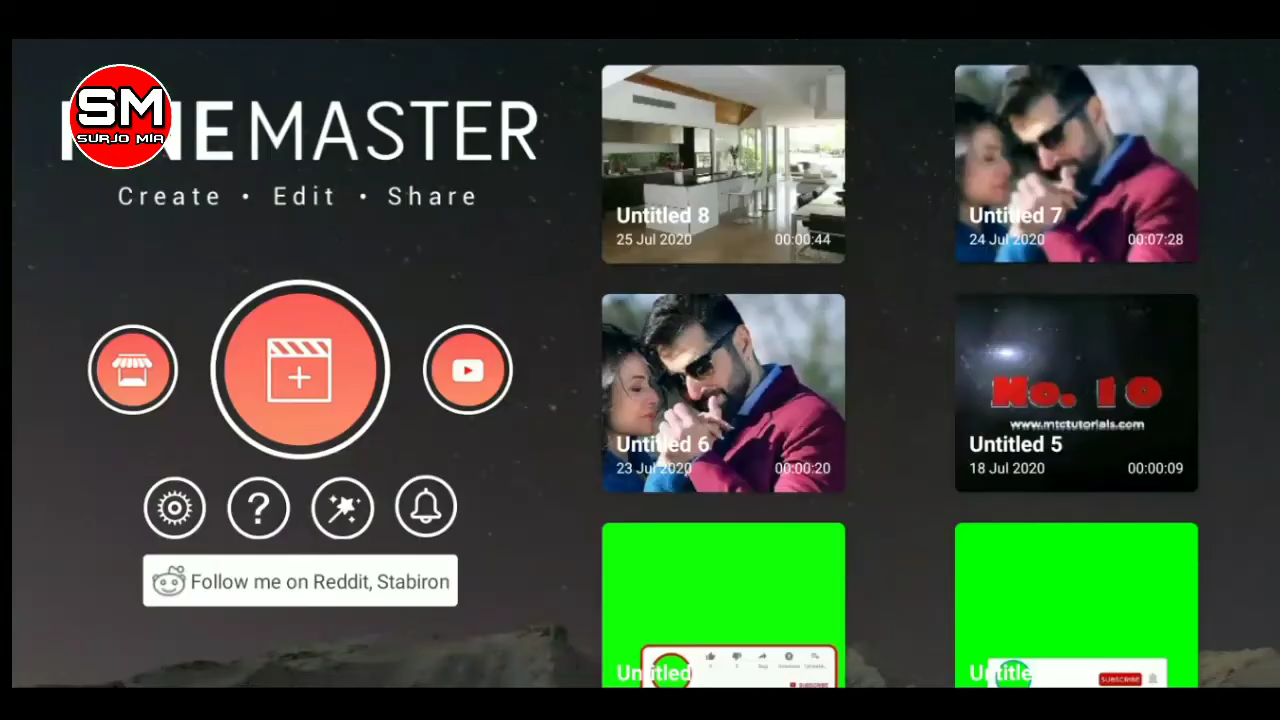 SM
SURJO MIA
NEMASTER
Create • Edit • Share
Follow me on Reddit, Stabiron
Untitled 8
25 Jul 2020 00:00:44
Untitled 7
24 Jul 2020 00:07:28
Untitled 6
23 Jul 2020 00:00:20
No. 10
www.mtctutorials.com
Untitled 5
18 Jul 2020 00:00:09
Untitled
SUBSCRIBE
Untitle
SUBSCRIBE